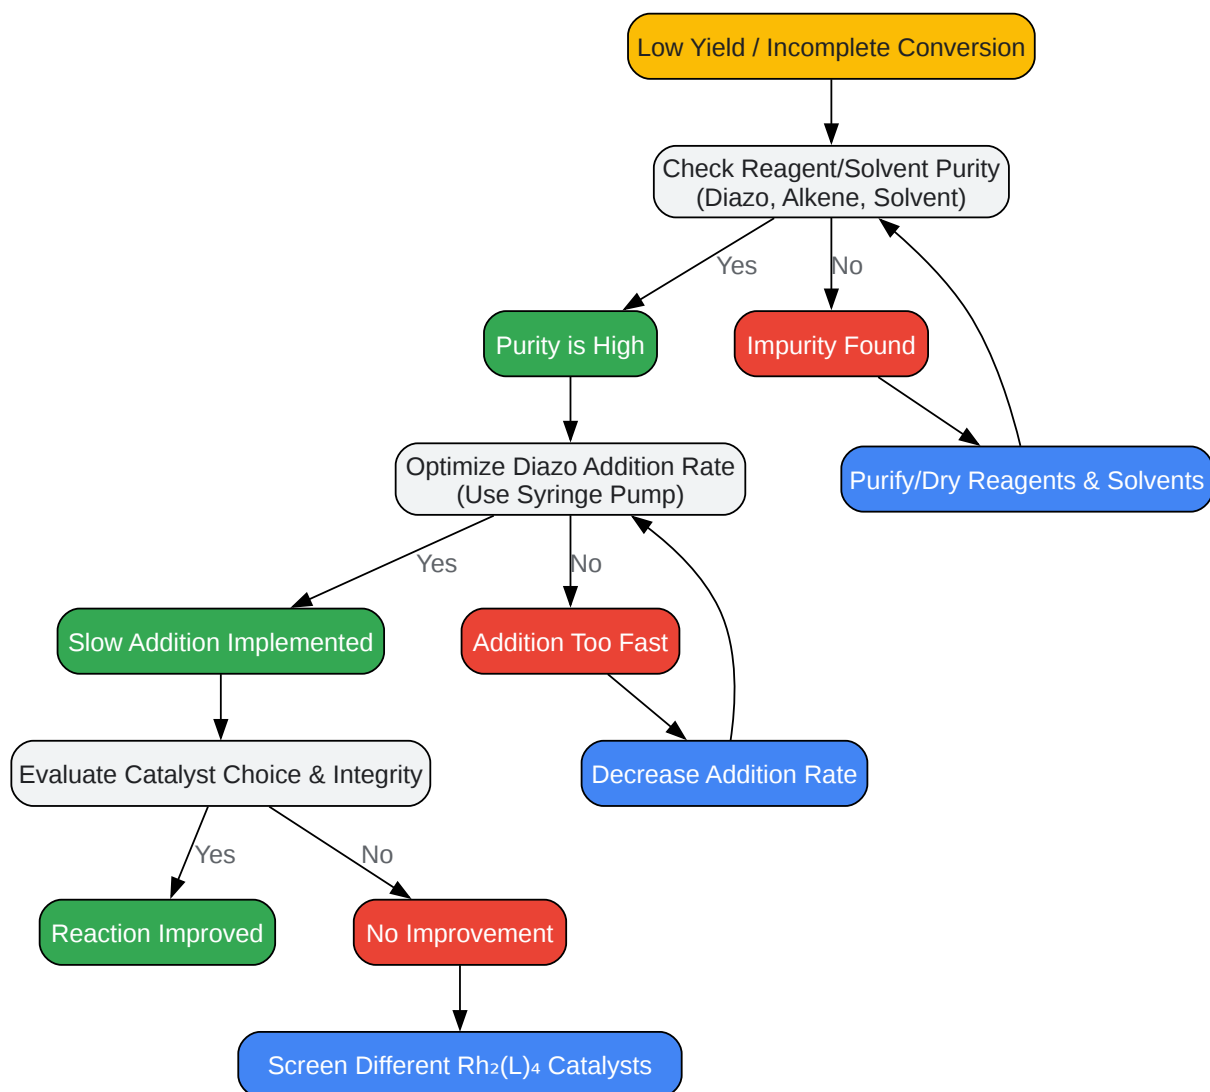 Low Yield / Incomplete Conversion
Check Reagent/Solvent Purity
(Diazo, Alkene, Solvent)
Yes
No
Purity is High
Impurity Found
Optimize Diazo Addition Rate
(Use Syringe Pump)
Purify/Dry Reagents & Solvents
Yes
No
Slow Addition Implemented
Addition Too Fast
Evaluate Catalyst Choice & Integrity
Decrease Addition Rate
Yes
No
Reaction Improved
No Improvement
Screen Different Rh₂(L)₄ Catalysts